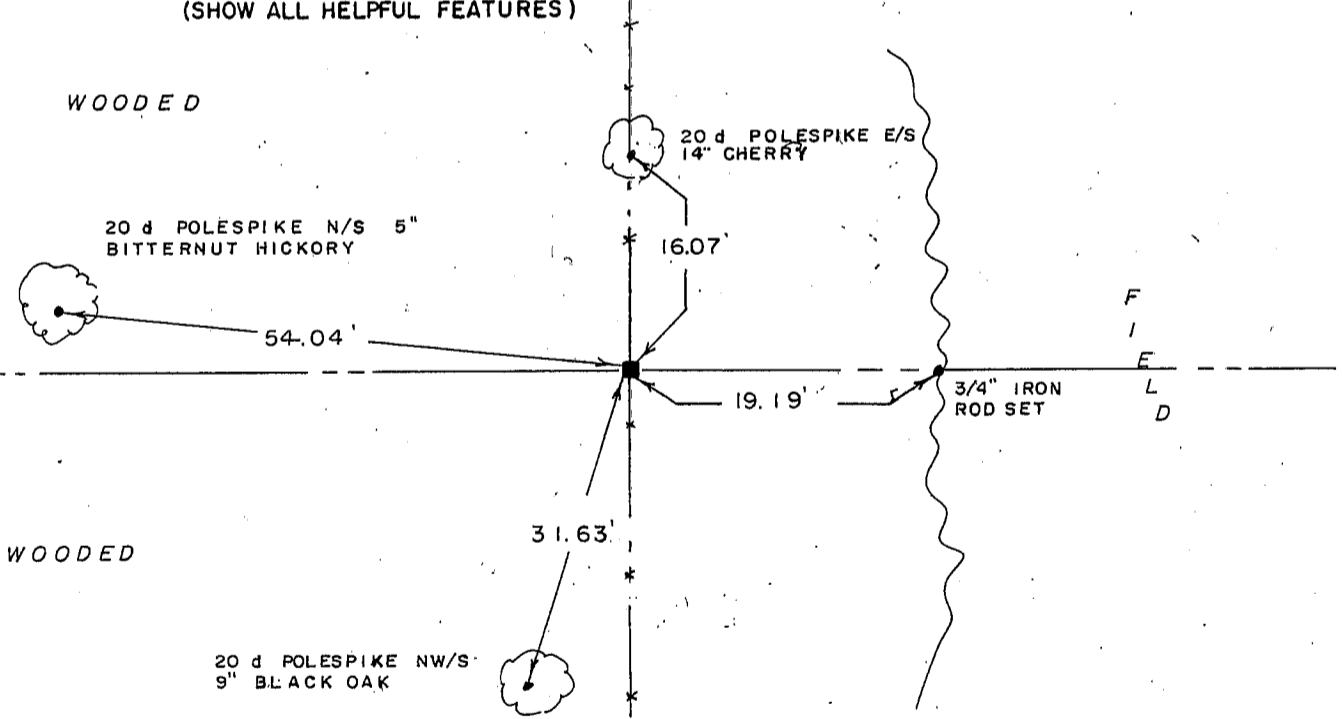 (SHOW ALL HELPFUL FEATURES)
WOODED
20 d POLESPIKE E/S
14" CHERRY
20 d POLESPIKE N/S 5"
BITTERNUT HICKORY
16.07'
54.04'
FIELD
19.19'
3/4" IRON
ROD SET
31.63'
WOODED
20 d POLESPIKE NW/S
9" BLACK OAK